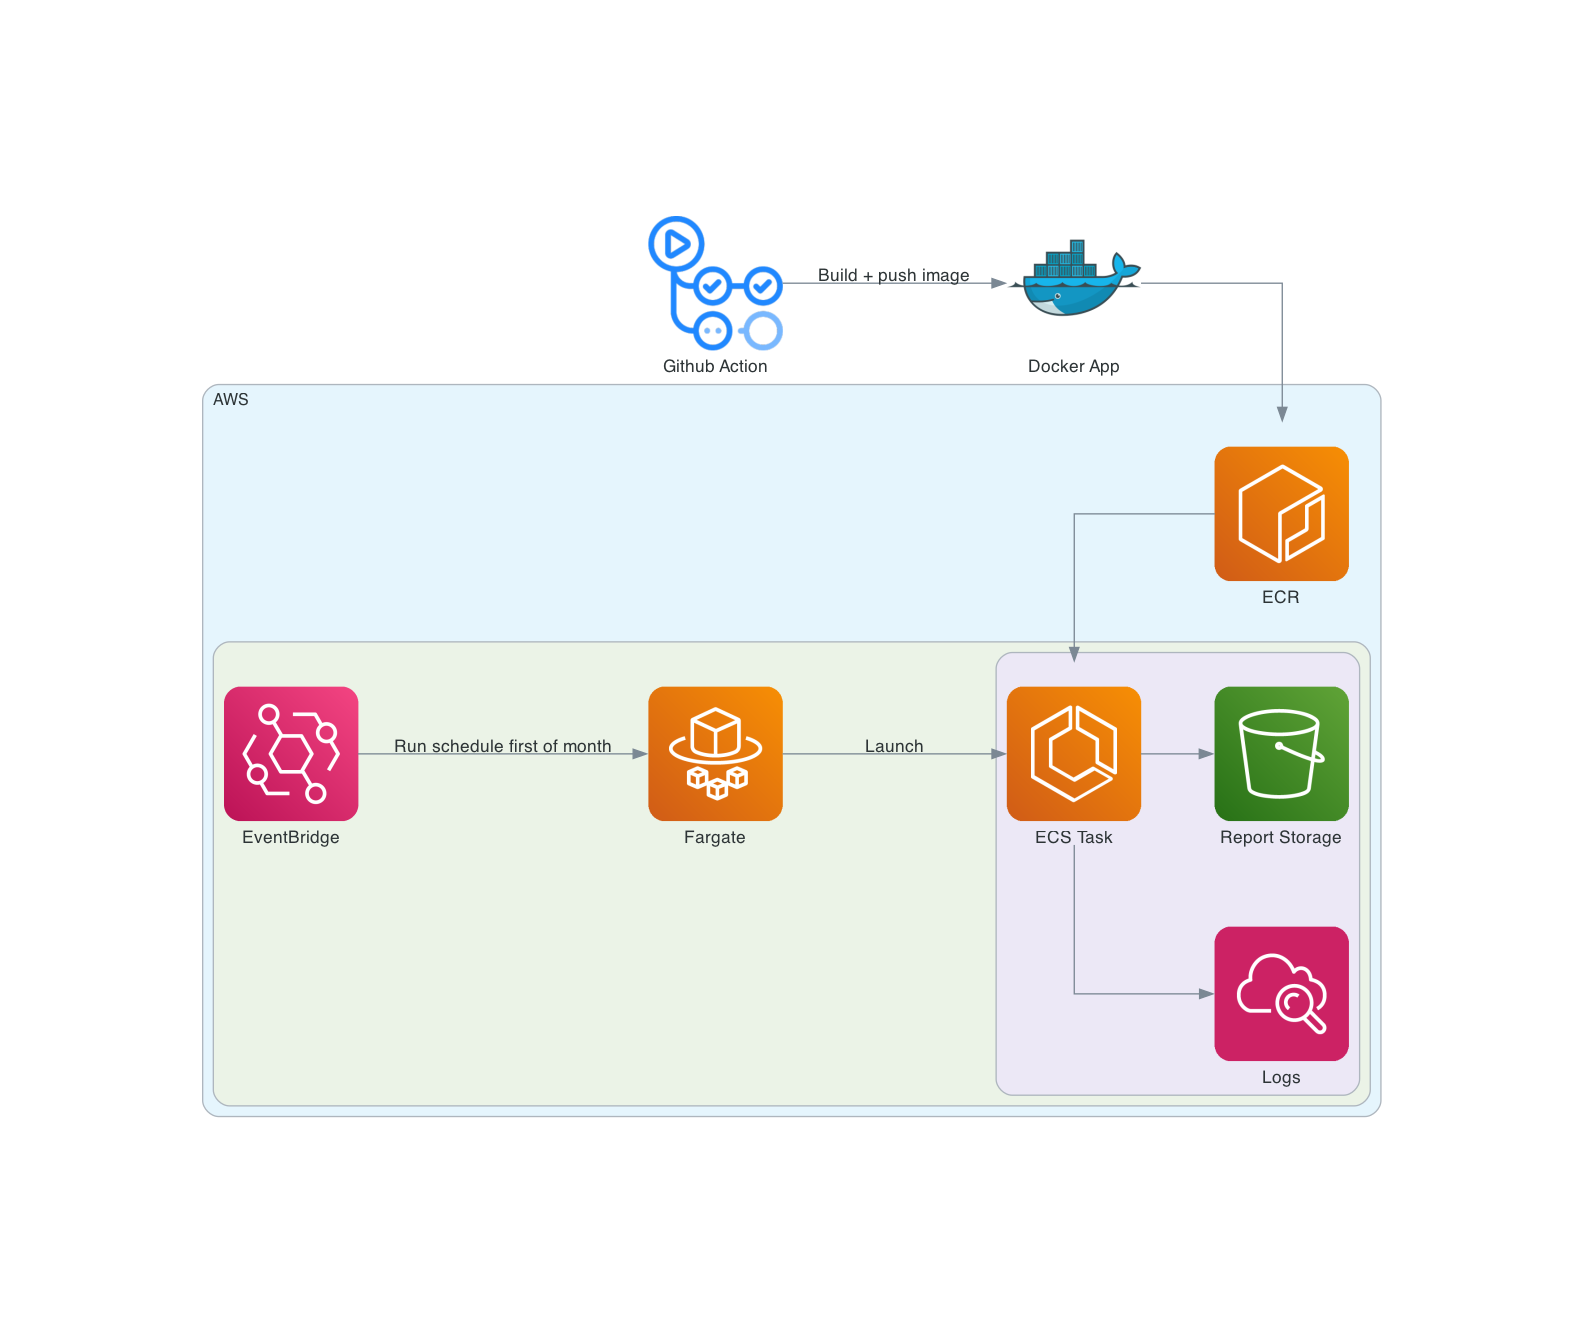 Build + push image
Github Action
Docker App
AWS
ECR
Run schedule first of month
Launch
EventBridge
Fargate
ECS Task
Report Storage
Logs